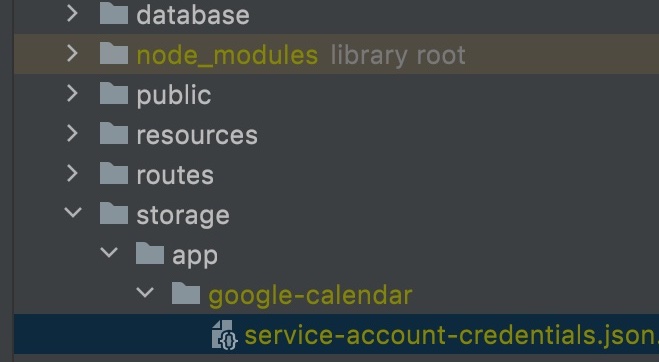 database
node_modules library root
public
resources
routes
storage
app
google-calendar
service-account-credentials.json